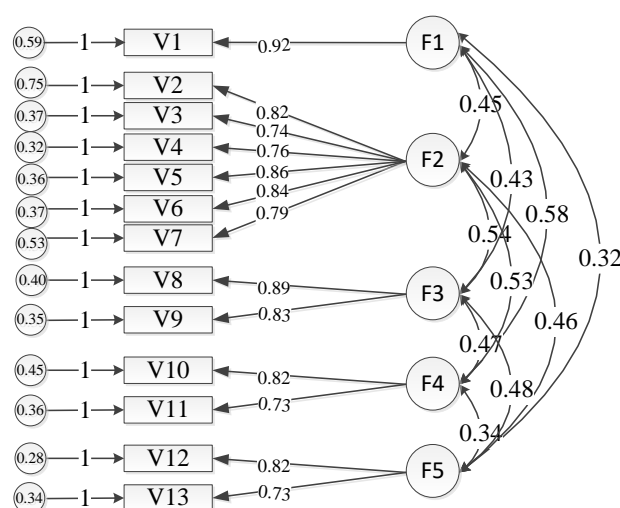 0.59 1 V1 0.92 F1
0.75 1 V2 0.82
0.37 1 V3 0.74
0.32 1 V4 0.76 F2
0.36 1 V5 0.86
0.37 1 V6 0.84
0.53 1 V7 0.79
0.40 1 V8 0.89 F3
0.35 1 V9 0.83
0.45 1 V10 0.82 F4
0.36 1 V11 0.73
0.28 1 V12 0.82 F5
0.34 1 V13 0.73
0.45
0.43
0.58
0.54
0.53
0.32
0.46
0.47
0.48
0.34